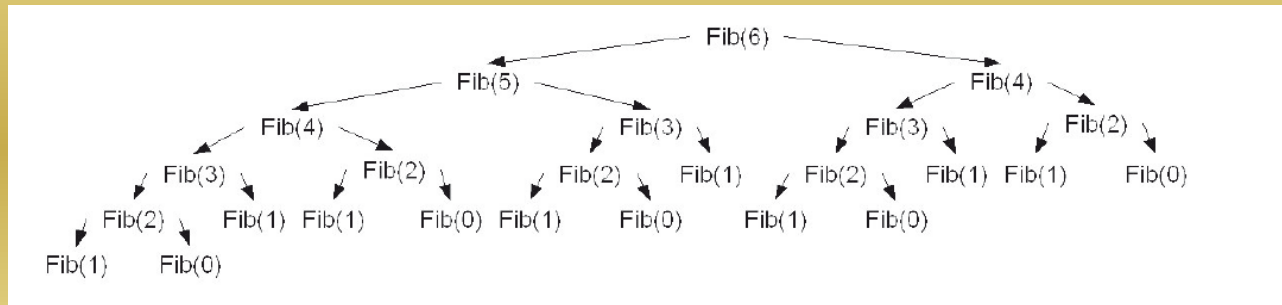 Fib(6)
Fib(5) Fib(4)
Fib(4) Fib(3) Fib(3) Fib(2)
Fib(3) Fib(2) Fib(2) Fib(1) Fib(2) Fib(1) Fib(1) Fib(0)
Fib(2) Fib(1) Fib(1) Fib(0) Fib(1) Fib(0) Fib(1) Fib(0)
Fib(1) Fib(0)